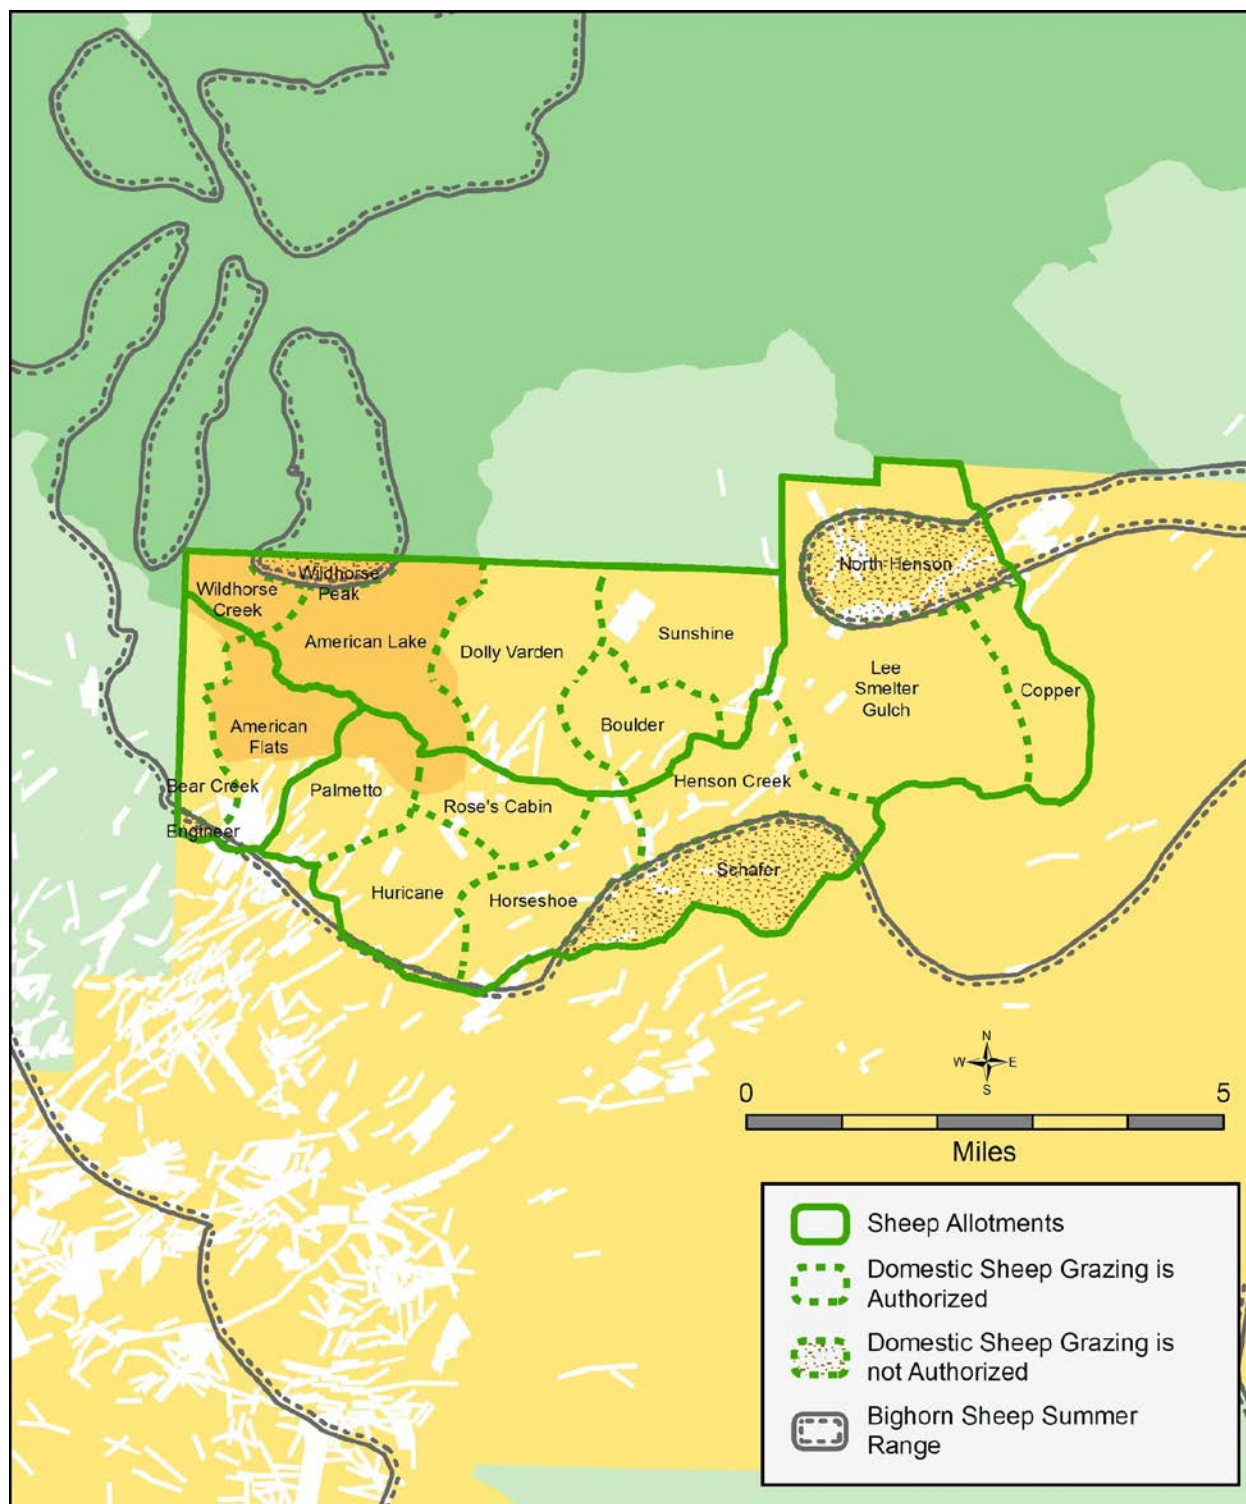 Wildhorse
Peak
North Henson
Wildhorse
Creek
American Lake
Sunshine
Dolly Varden
Lee
Smelter
Gulch
Copper
American
Flats
Boulder
Bear Creek
Palmetto
Henson Creek
Rose's Cabin
Engineer
Schafer
Huricane
Horseshoe
N
W
E
S
0
5
Miles
Sheep Allotments
Domestic Sheep Grazing is
Authorized
Domestic Sheep Grazing is
not Authorized
Bighorn Sheep Summer
Range